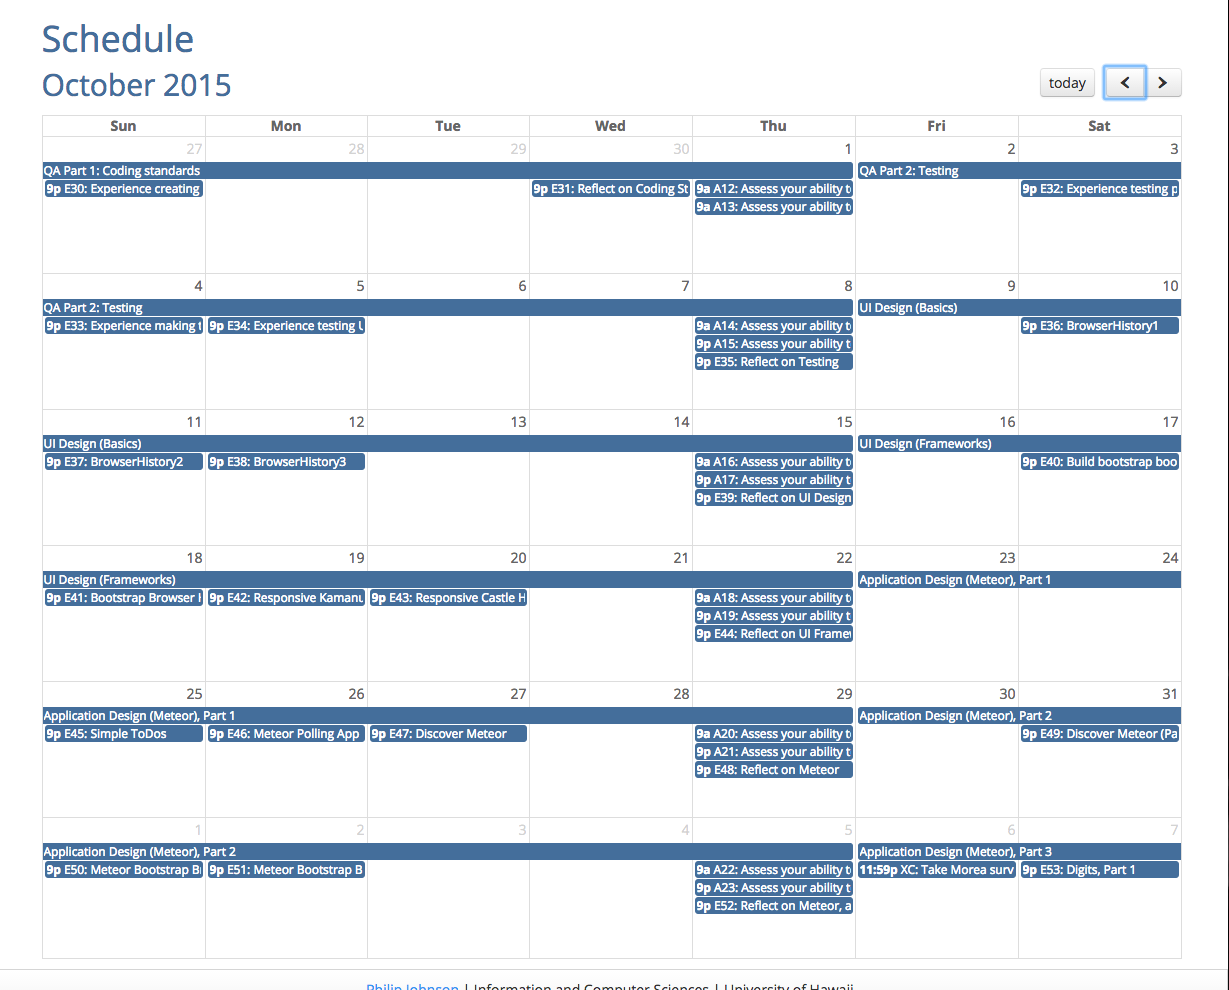 Schedule
October 2015
today
Sun Mon Tue Wed Thu Fri Sat
27 28 29 30 1 2 3
QA Part 1: Coding standards QA Part 2: Testing
9p E30: Experience creating 9p E31: Reflect on Coding St 9a A12: Assess your ability t 9p E32: Experience testing p
9a A13: Assess your ability t
4 5 6 7 8 9 10
QA Part 2: Testing UI Design (Basics)
9p E33: Experience making t 9p E34: Experience testing U 9a A14: Assess your ability t 9p E36: BrowserHistory1
9p A15: Assess your ability t
9p E35: Reflect on Testing
11 12 13 14 15 16 17
UI Design (Basics) UI Design (Frameworks)
9p E37: BrowserHistory2 9p E38: BrowserHistory3 9a A16: Assess your ability t 9p E40: Build bootstrap boo
9p A17: Assess your ability t
9p E39: Reflect on UI Design
18 19 20 21 22 23 24
UI Design (Frameworks) Application Design (Meteor), Part 1
9p E41: Bootstrap Browser 9p E42: Responsive Kamanu 9p E43: Responsive Castle H 9a A18: Assess your ability t
9p A19: Assess your ability t
9p E44: Reflect on UI Frame
25 26 27 28 29 30 31
Application Design (Meteor), Part 1 Application Design (Meteor), Part 2
9p E45: Simple ToDos 9p E46: Meteor Polling App 9p E47: Discover Meteor 9a A20: Assess your ability t 9p E49: Discover Meteor (Pa
9p A21: Assess your ability t
9p E48: Reflect on Meteor
1 2 3 4 5 6 7
Application Design (Meteor), Part 2 Application Design (Meteor), Part 3
9p E50: Meteor Bootstrap B 9p E51: Meteor Bootstrap B 9a A22: Assess your ability t 11:59p XC: Take Morea surv 9p E53: Digits, Part 1
9p A23: Assess your ability t
9p E52: Reflect on Meteor, a
Philip Johnson | Information and Computer Sciences | University of Hawaii